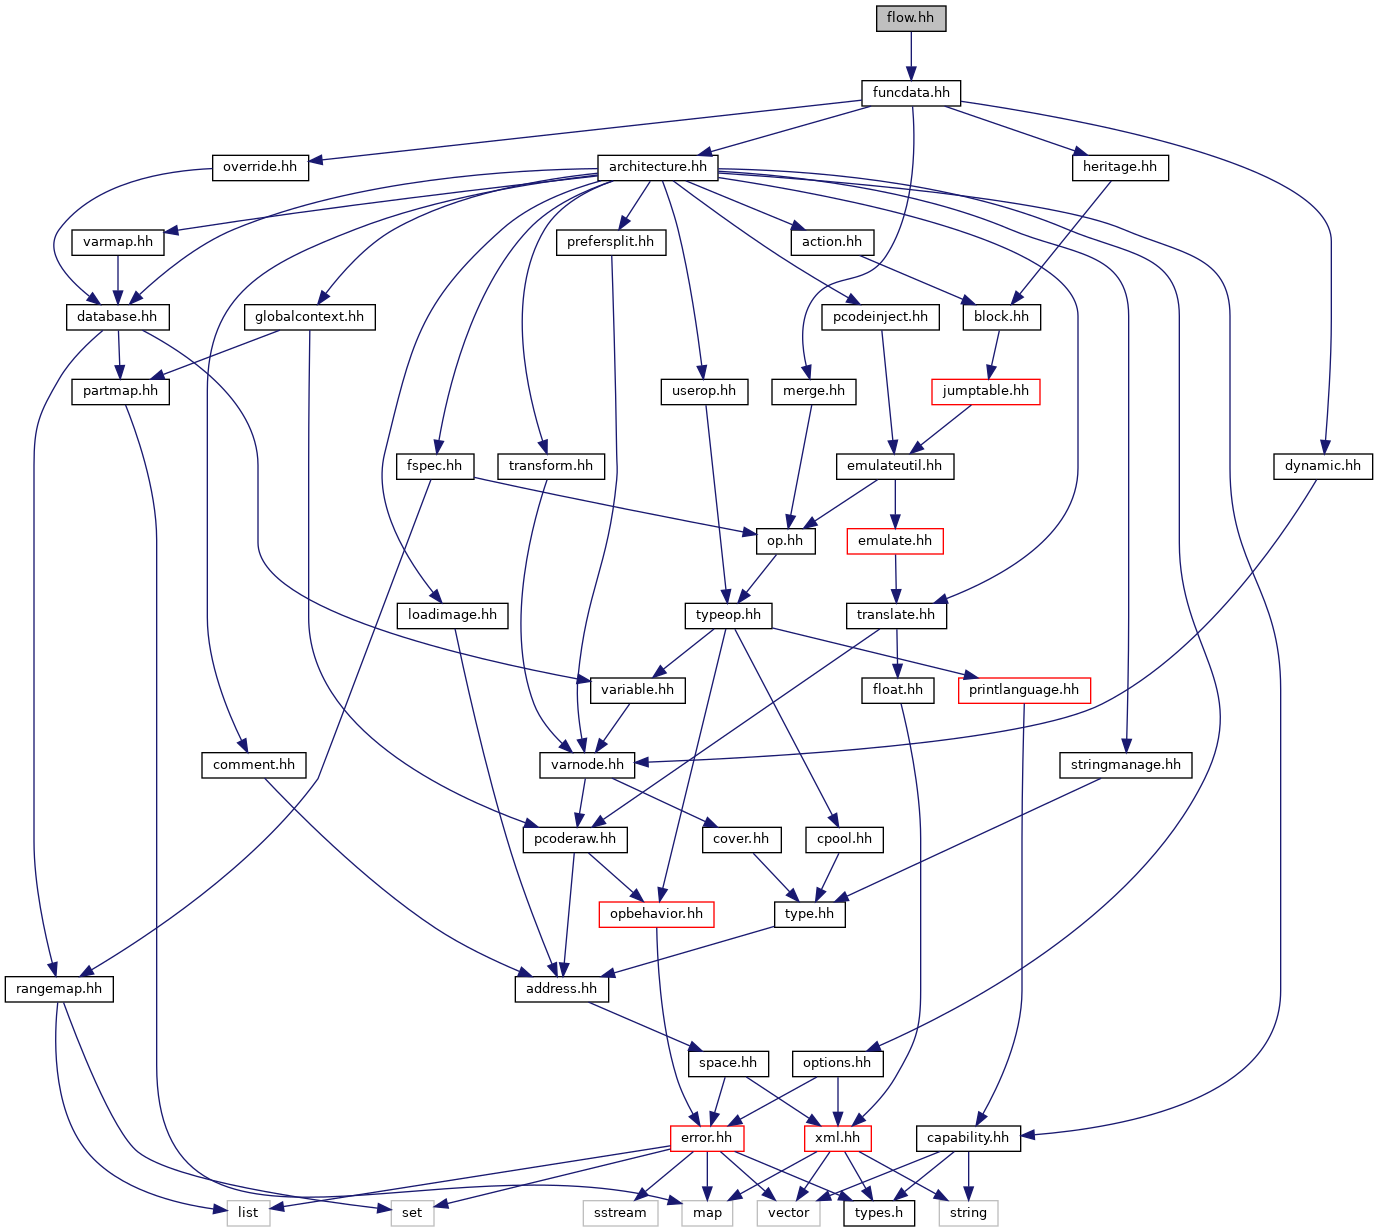 flow.hh
funcdata.hh
override.hh
architecture.hh
heritage.hh
varmap.hh
prefersplit.hh
action.hh
database.hh
globalcontext.hh
pcodeinject.hh
block.hh
partmap.hh
userop.hh
merge.hh
jumptable.hh
fspec.hh
transform.hh
emulateutil.hh
dynamic.hh
op.hh
emulate.hh
loadimage.hh
typeop.hh
translate.hh
variable.hh
float.hh
printlanguage.hh
comment.hh
varnode.hh
stringmanage.hh
pcoderaw.hh
cover.hh
cpool.hh
opbehavior.hh
type.hh
rangemap.hh
address.hh
space.hh
options.hh
error.hh
xml.hh
capability.hh
list
set
sstream
map
vector
types.h
string